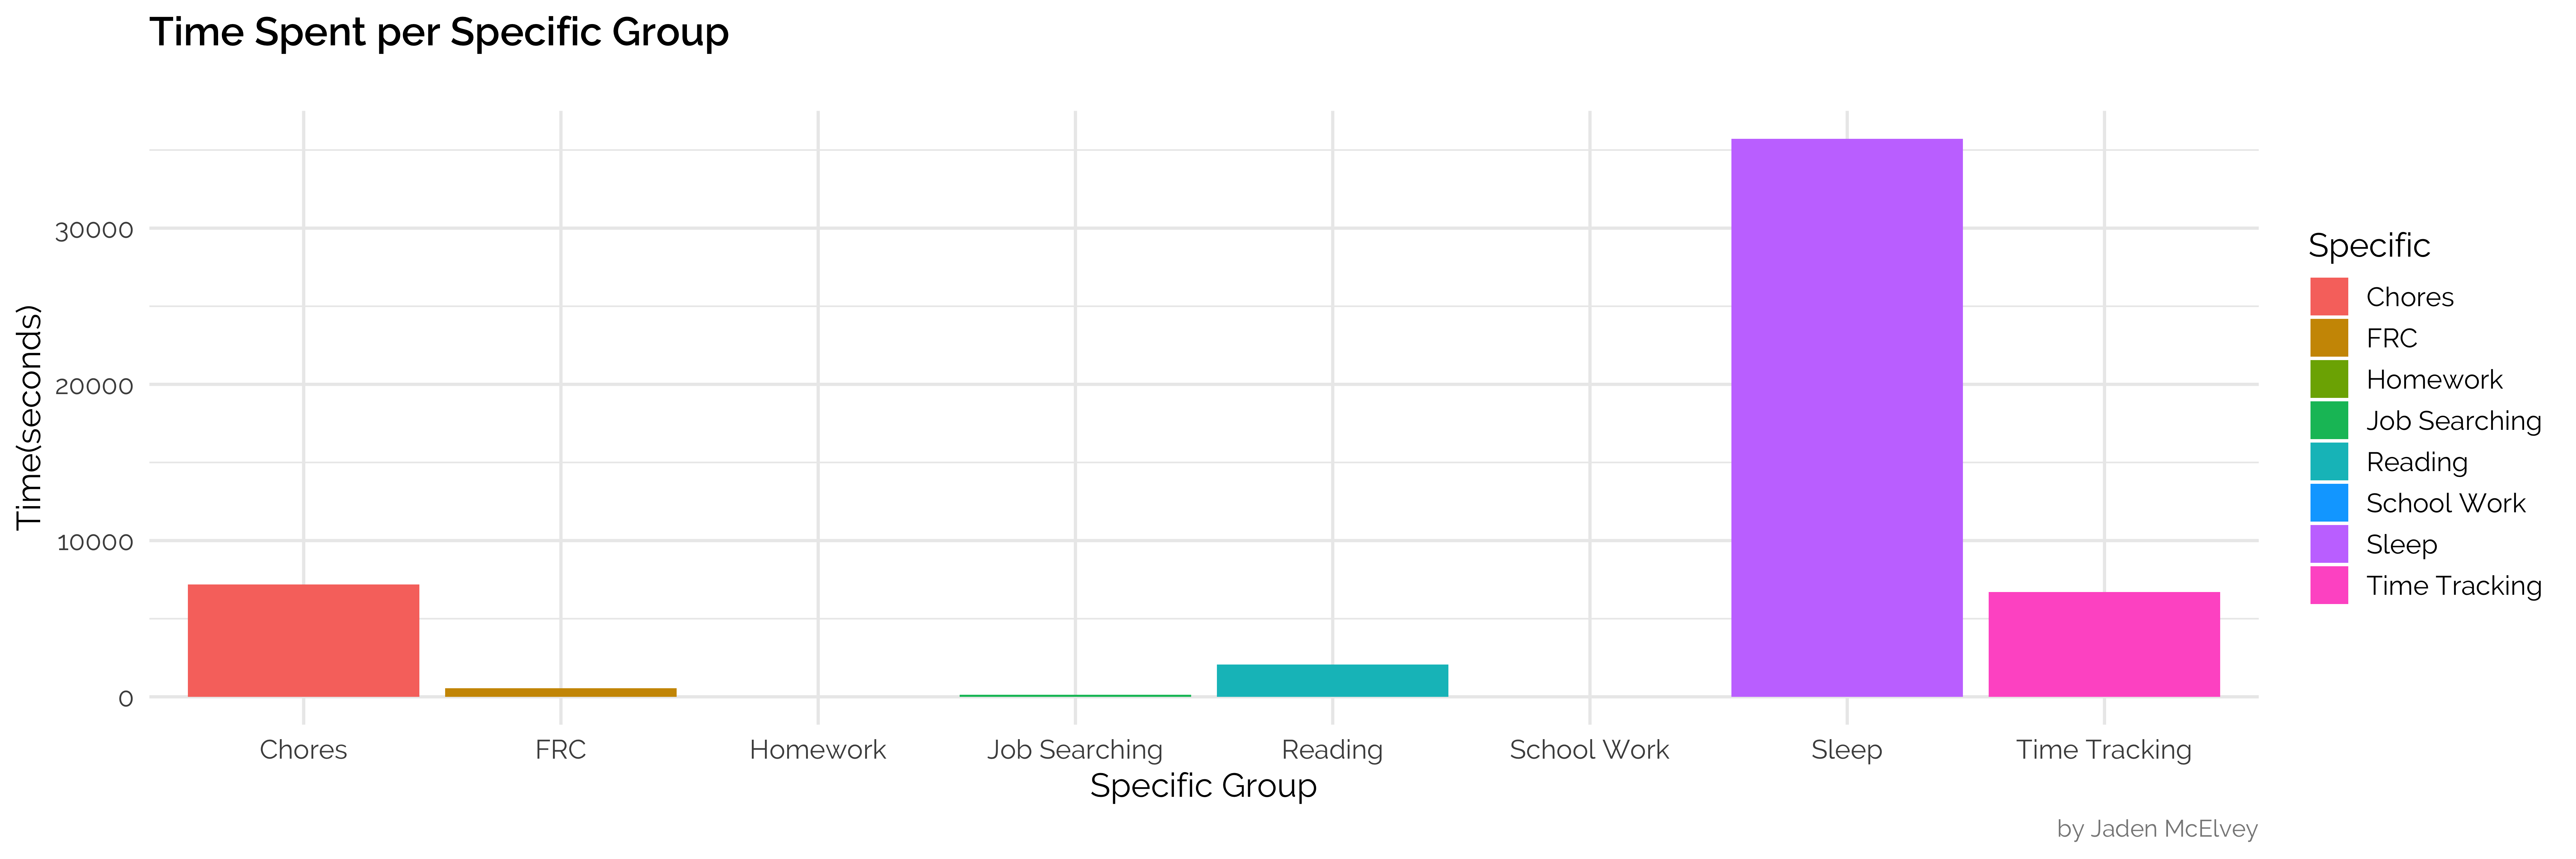 Time Spent per Specific Group
Time(seconds)
30000
20000
10000
0
Chores
FRC
Homework
Job Searching
Reading
School Work
Sleep
Time Tracking
Specific Group
Specific
Chores
FRC
Homework
Job Searching
Reading
School Work
Sleep
Time Tracking
by Jaden McElvey